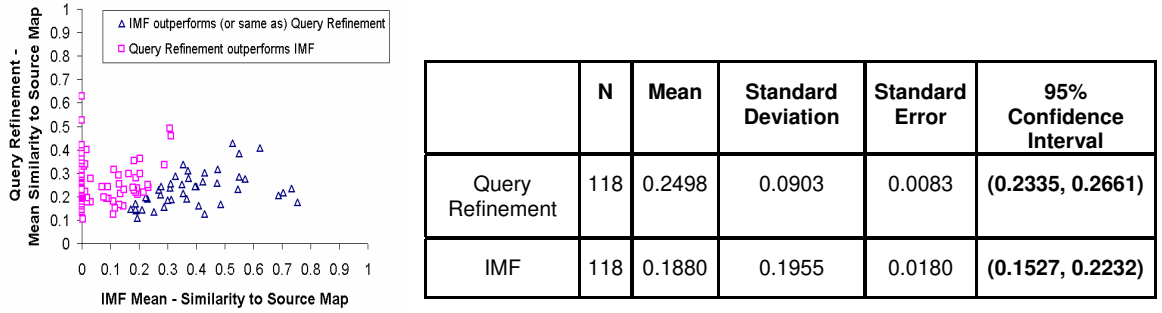 IMF outperforms (or same as) Query Refinement
Query Refinement outperforms IMF
Query Refinement -
Mean Similarity to Source Map
1
0.9
0.8
0.7
0.6
0.5
0.4
0.3
0.2
0.1
0
0 0.1 0.2 0.3 0.4 0.5 0.6 0.7 0.8 0.9 1
IMF Mean - Similarity to Source Map
N Mean Standard Deviation Standard Error 95% Confidence Interval
Query Refinement 118 0.2498 0.0903 0.0083 (0.2335, 0.2661)
IMF 118 0.1880 0.1955 0.0180 (0.1527, 0.2232)